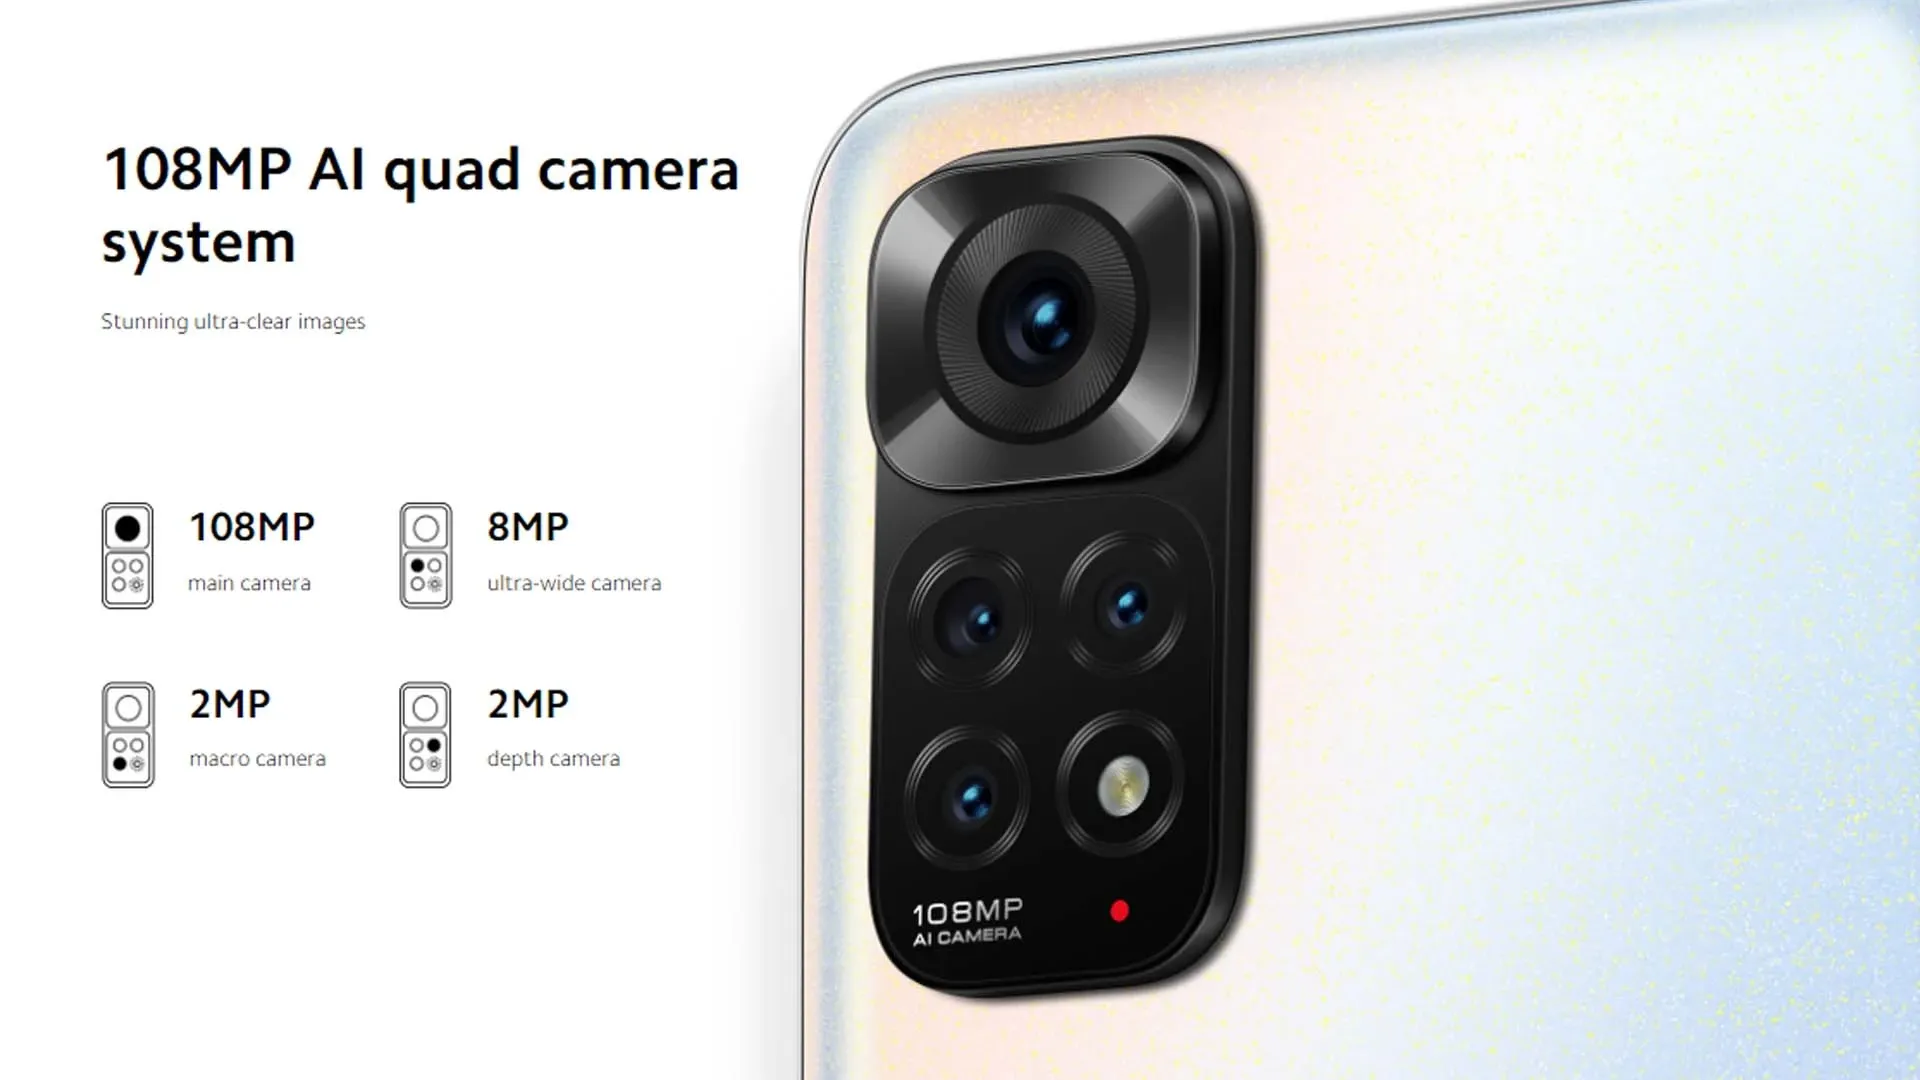 108MP AI quad camera
system
Stunning ultra-clear images
108MP
main camera
8MP
ultra-wide camera
2MP
macro camera
2MP
depth camera
108MP
AI CAMERA